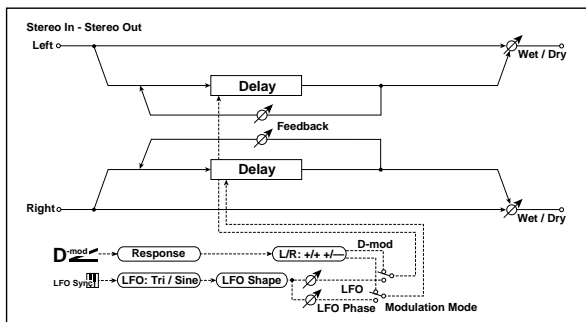 Stereo In - Stereo Out
Left
Wet / Dry
Delay
Feedback
Delay
Right
Wet / Dry
D-mod
Response
L/R: +/+ +/—
D-mod
LFO Sync
LFO: Tri / Sine
LFO Shape
LFO
LFO Phase
Modulation Mode